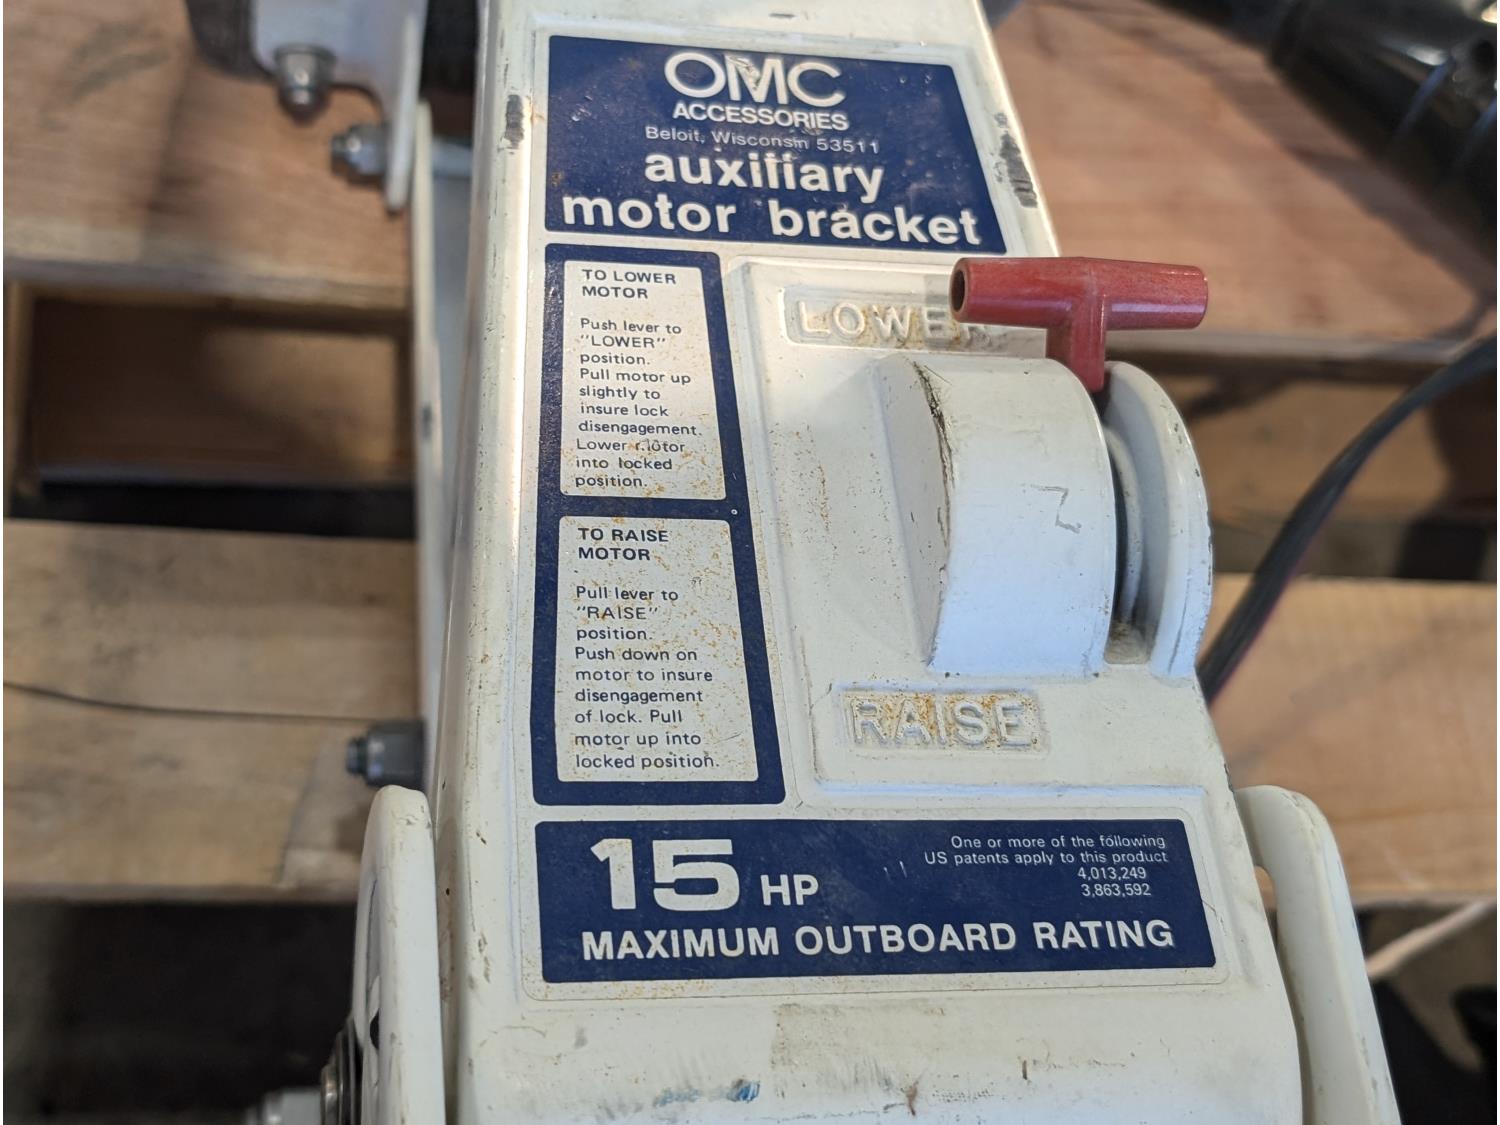 OMC
ACCESSORIES
Beloit, Wisconsin 53511
auxiliary
motor bracket
TO LOWER
MOTOR
Push lever to
"LOWER"
position.
Pull motor up
slightly to
insure lock
disengagement.
Lower motor
into locked
position.
LOWER
TO RAISE
MOTOR
Pull lever to
"RAISE"
position.
Push down on
motor to insure
disengagement
of lock. Pull
motor up into
locked position.
RAISE
15 HP
MAXIMUM OUTBOARD RATING
One or more of the following
US patents apply to this product
4,013,249
3,863,592